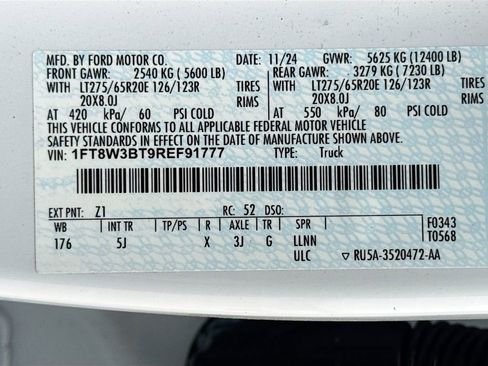 MFD. BY FORD MOTOR CO. DATE: 11/24 GVWR: 5625 KG (12400 LB)
FRONT GAWR: 2540 KG (5600 LB) REAR GAWR: 3279 KG (7230 LB)
WITH LT275/65R20E 126/123R TIRES WITH LT275/65R20E 126/123R TIRES
20X8.0J RIMS 20X8.0J RIMS
AT 420 kPa/ 60 PSI COLD AT 550 kPa/ 80 PSI COLD
THIS VEHICLE CONFORMS TO ALL APPLICABLE FEDERAL MOTOR VEHICLE
SAFETY STANDARDS IN EFFECT ON THE DATE OF MANUFACTURE SHOWN ABOVE.
VIN: 1FT8W3BT9REF91777 TYPE: Truck
EXT PNT: Z1 RC: 52 DSO:
WB INT TR TP/PS R AXLE TR SPR F0343
176 5J X 3J G LLNN T0568
ULC ▽ RU5A-3520472-AA